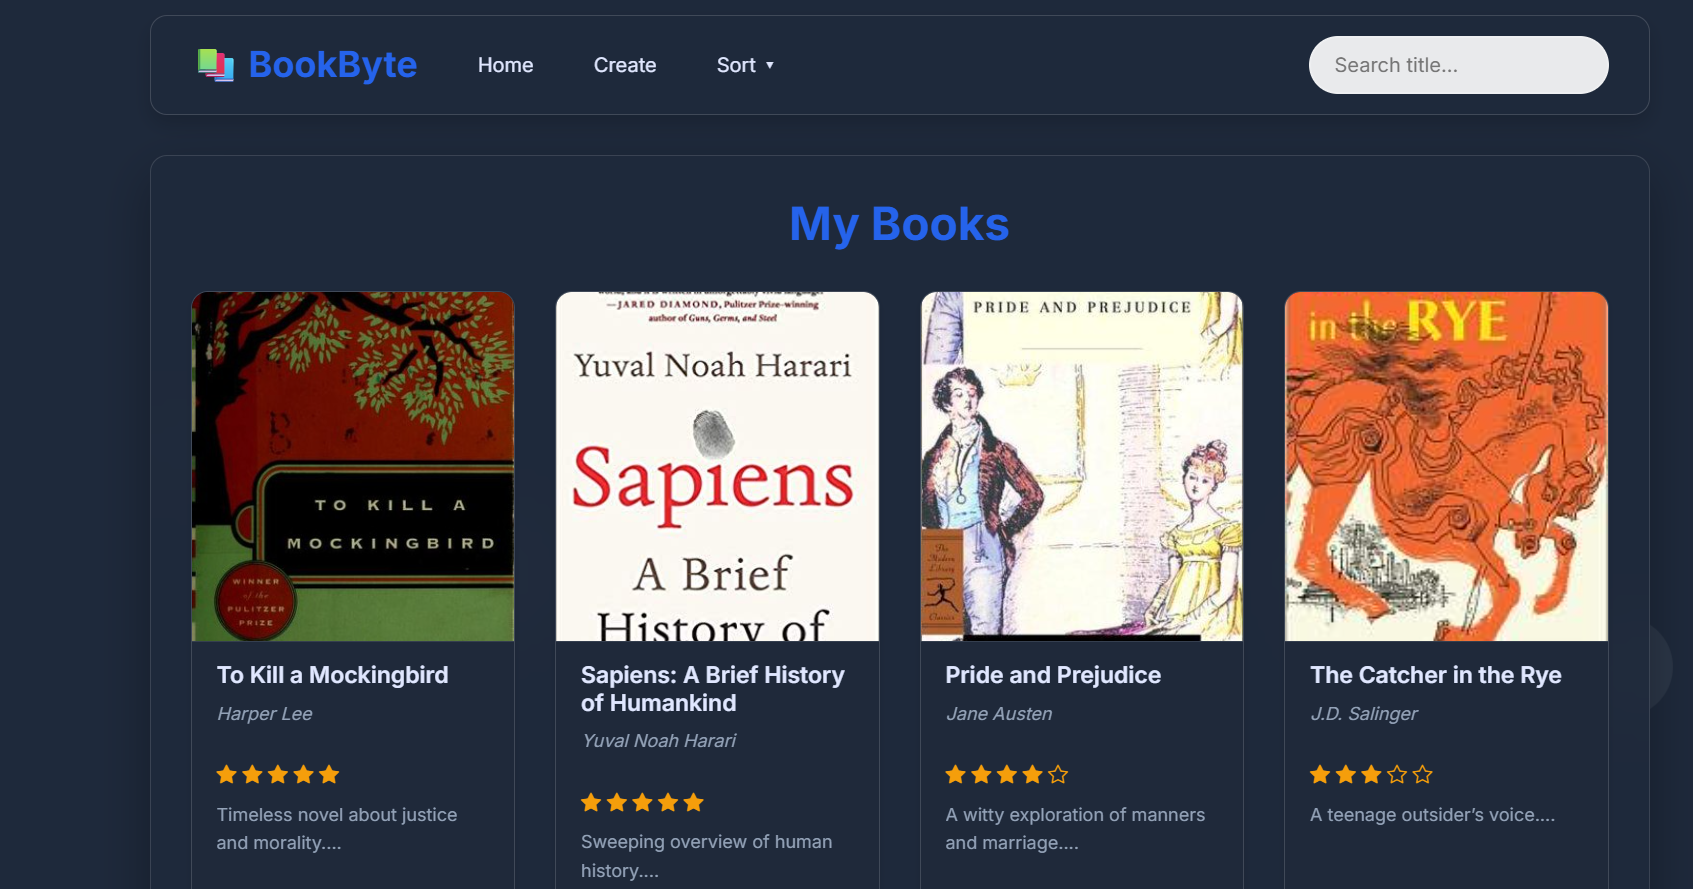 BookByte
Home
Create
Sort ▼
Search title...
My Books
—JARED DIAMOND, Pulitzer Prize–winning
author of Guns, Germs, and Steel
Yuval Noah Harari
Sapiens
A Brief
History of
PRIDE AND PREJUDICE
The
Modern
Library
Classics
in the RYE
TO KILL A
MOCKINGBIRD
WINNER
of the
PULITZER
PRIZE
To Kill a Mockingbird
Harper Lee
Timeless novel about justice
and morality....
Sapiens: A Brief History
of Humankind
Yuval Noah Harari
Sweeping overview of human
history....
Pride and Prejudice
Jane Austen
A witty exploration of manners
and marriage....
The Catcher in the Rye
J.D. Salinger
A teenage outsider’s voice....